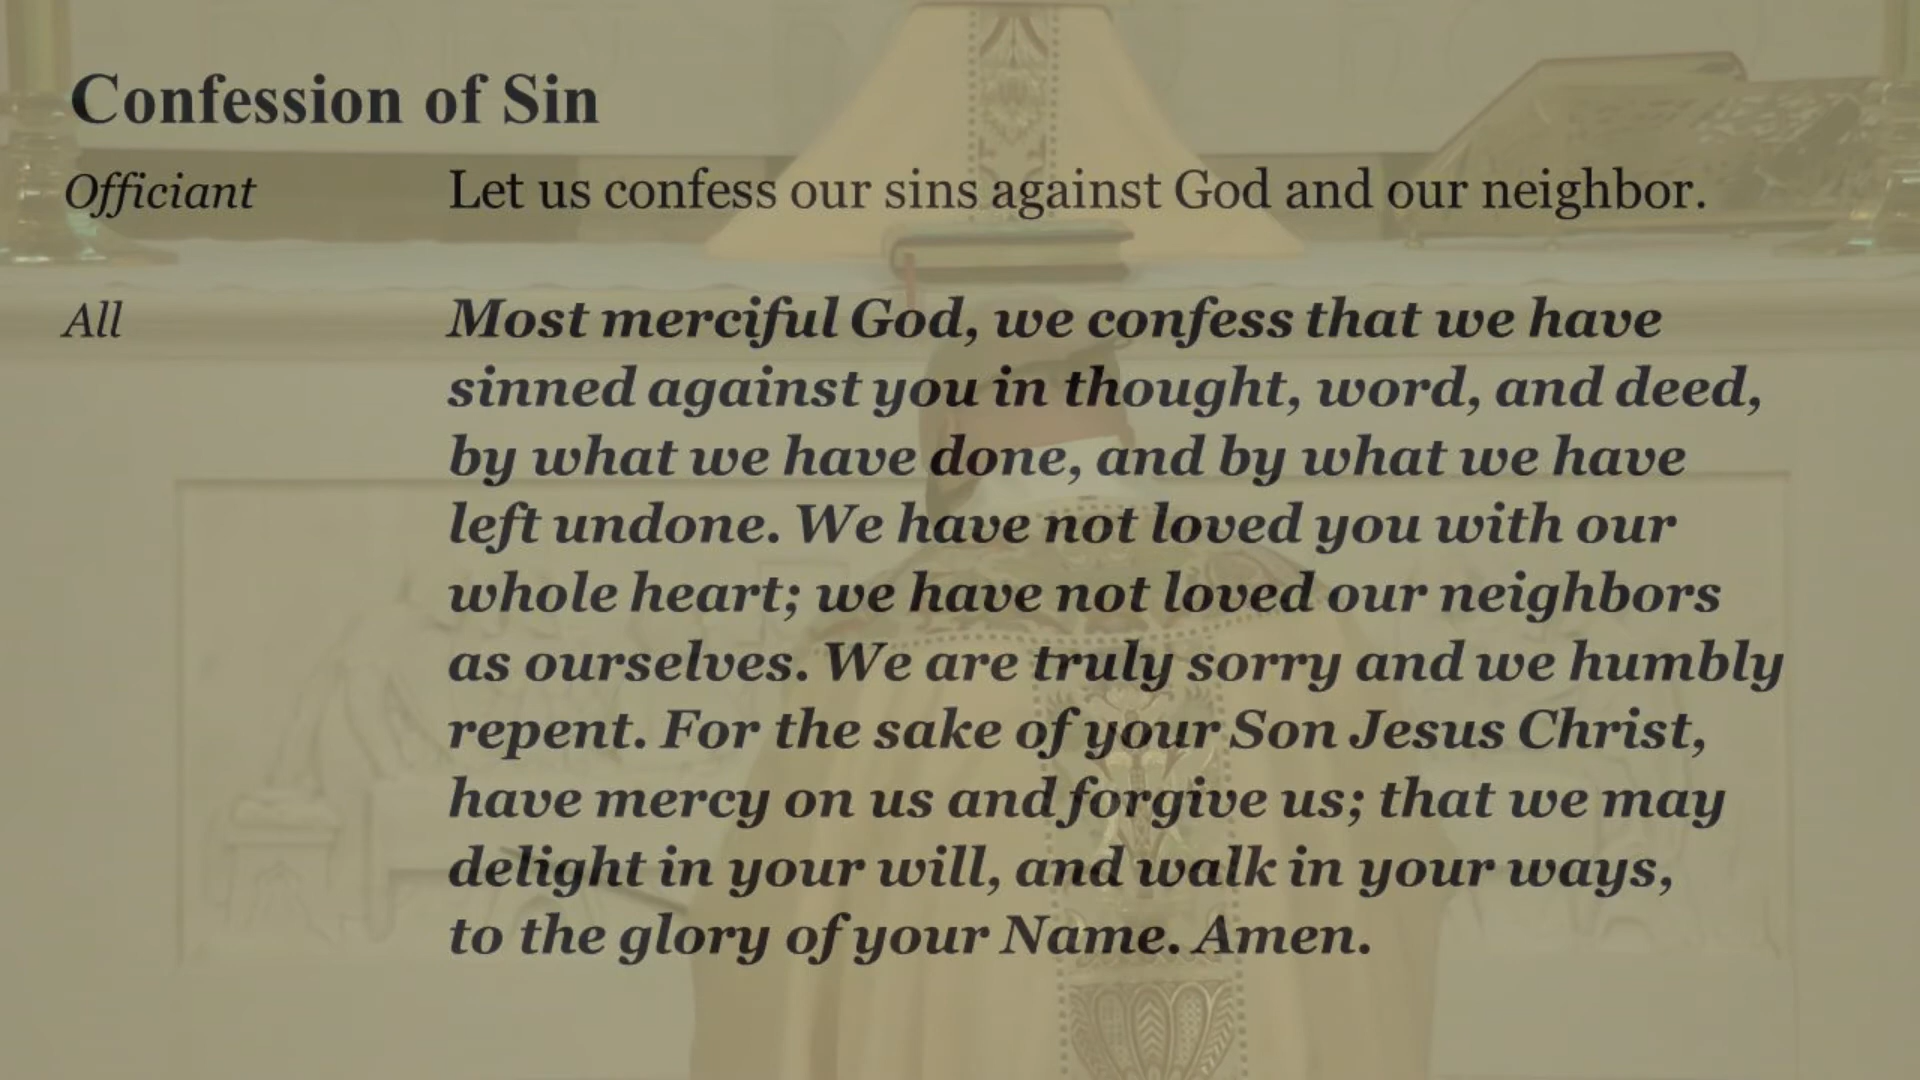 Confession of Sin
Officiant Let us confess our sins against God and our neighbor.
All Most merciful God, we confess that we have
sinned against you in thought, word, and deed,
by what we have done, and by what we have
left undone. We have not loved you with our
whole heart; we have not loved our neighbors
as ourselves. We are truly sorry and we humbly
repent. For the sake of your Son Jesus Christ,
have mercy on us and forgive us; that we may
delight in your will, and walk in your ways,
to the glory of your Name. Amen.